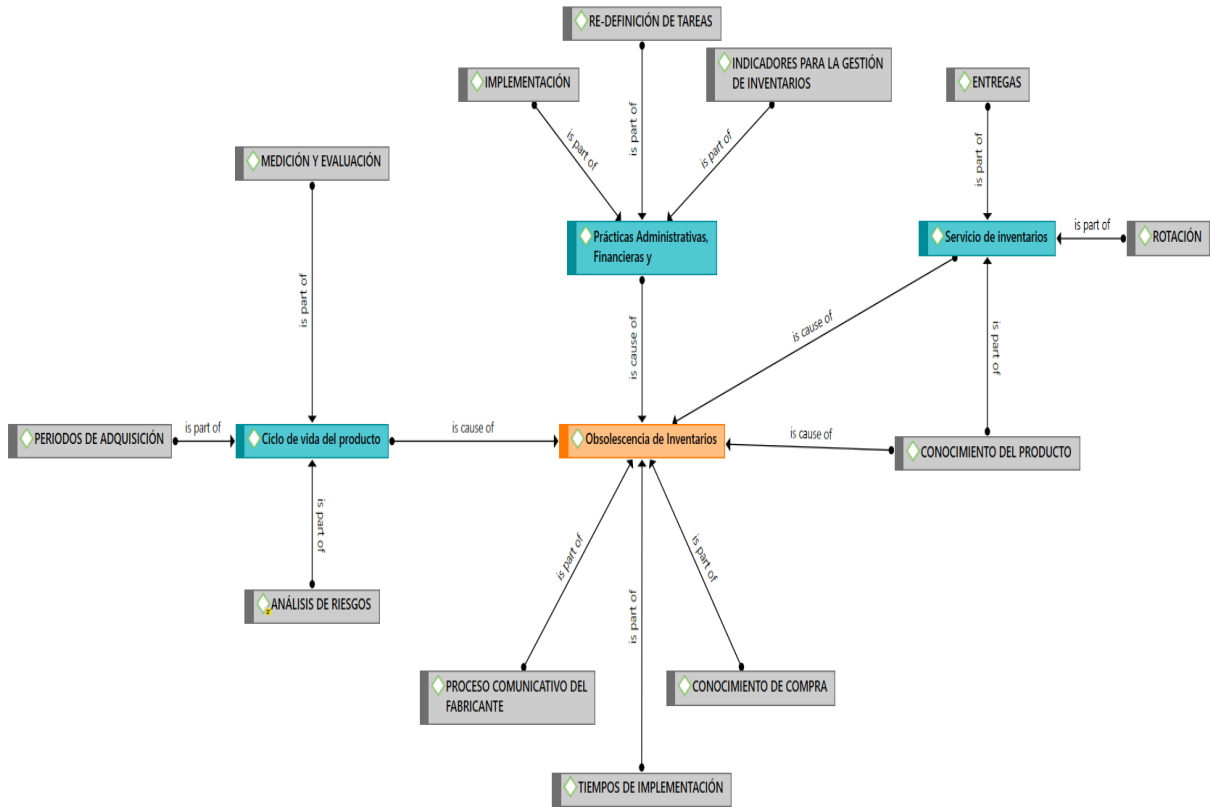 RE-DEFINICIÓN DE TAREAS
IMPLEMENTACIÓN
INDICADORES PARA LA GESTIÓN
DE INVENTARIOS
ENTREGAS
is part of
is part of
is part of
is part of
MEDICIÓN Y EVALUACIÓN
Prácticas Administrativas,
Financieras y
Servicio de inventarios
is part of
ROTACIÓN
is part of
is cause of
is cause of
is part of
PERIODOS DE ADQUISICIÓN
is part of
Ciclo de vida del producto
is cause of
Obsolescencia de Inventarios
is cause of
CONOCIMIENTO DEL PRODUCTO
is part of
is part of
is part of
is part of
ANÁLISIS DE RIESGOS
PROCESO COMUNICATIVO DEL
FABRICANTE
CONOCIMIENTO DE COMPRA
TIEMPOS DE IMPLEMENTACIÓN